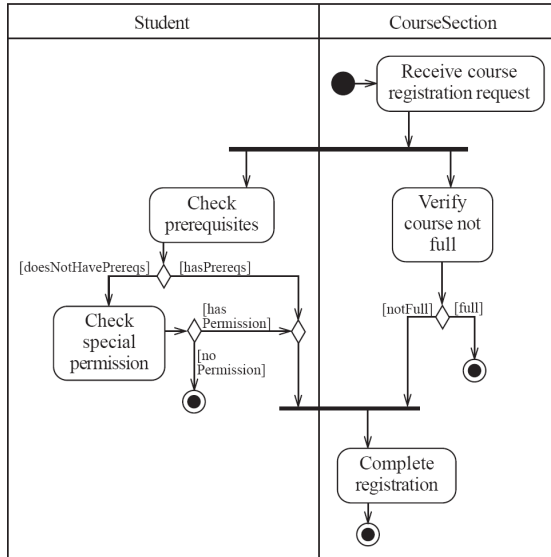 Student
CourseSection
Receive course
registration request
Check
prerequisites
Verify
course not
full
[doesNotHavePrereqs]
[hasPrereqs]
Check
special
permission
[has
Permission]
[no
Permission]
[notFull]
[full]
Complete
registration